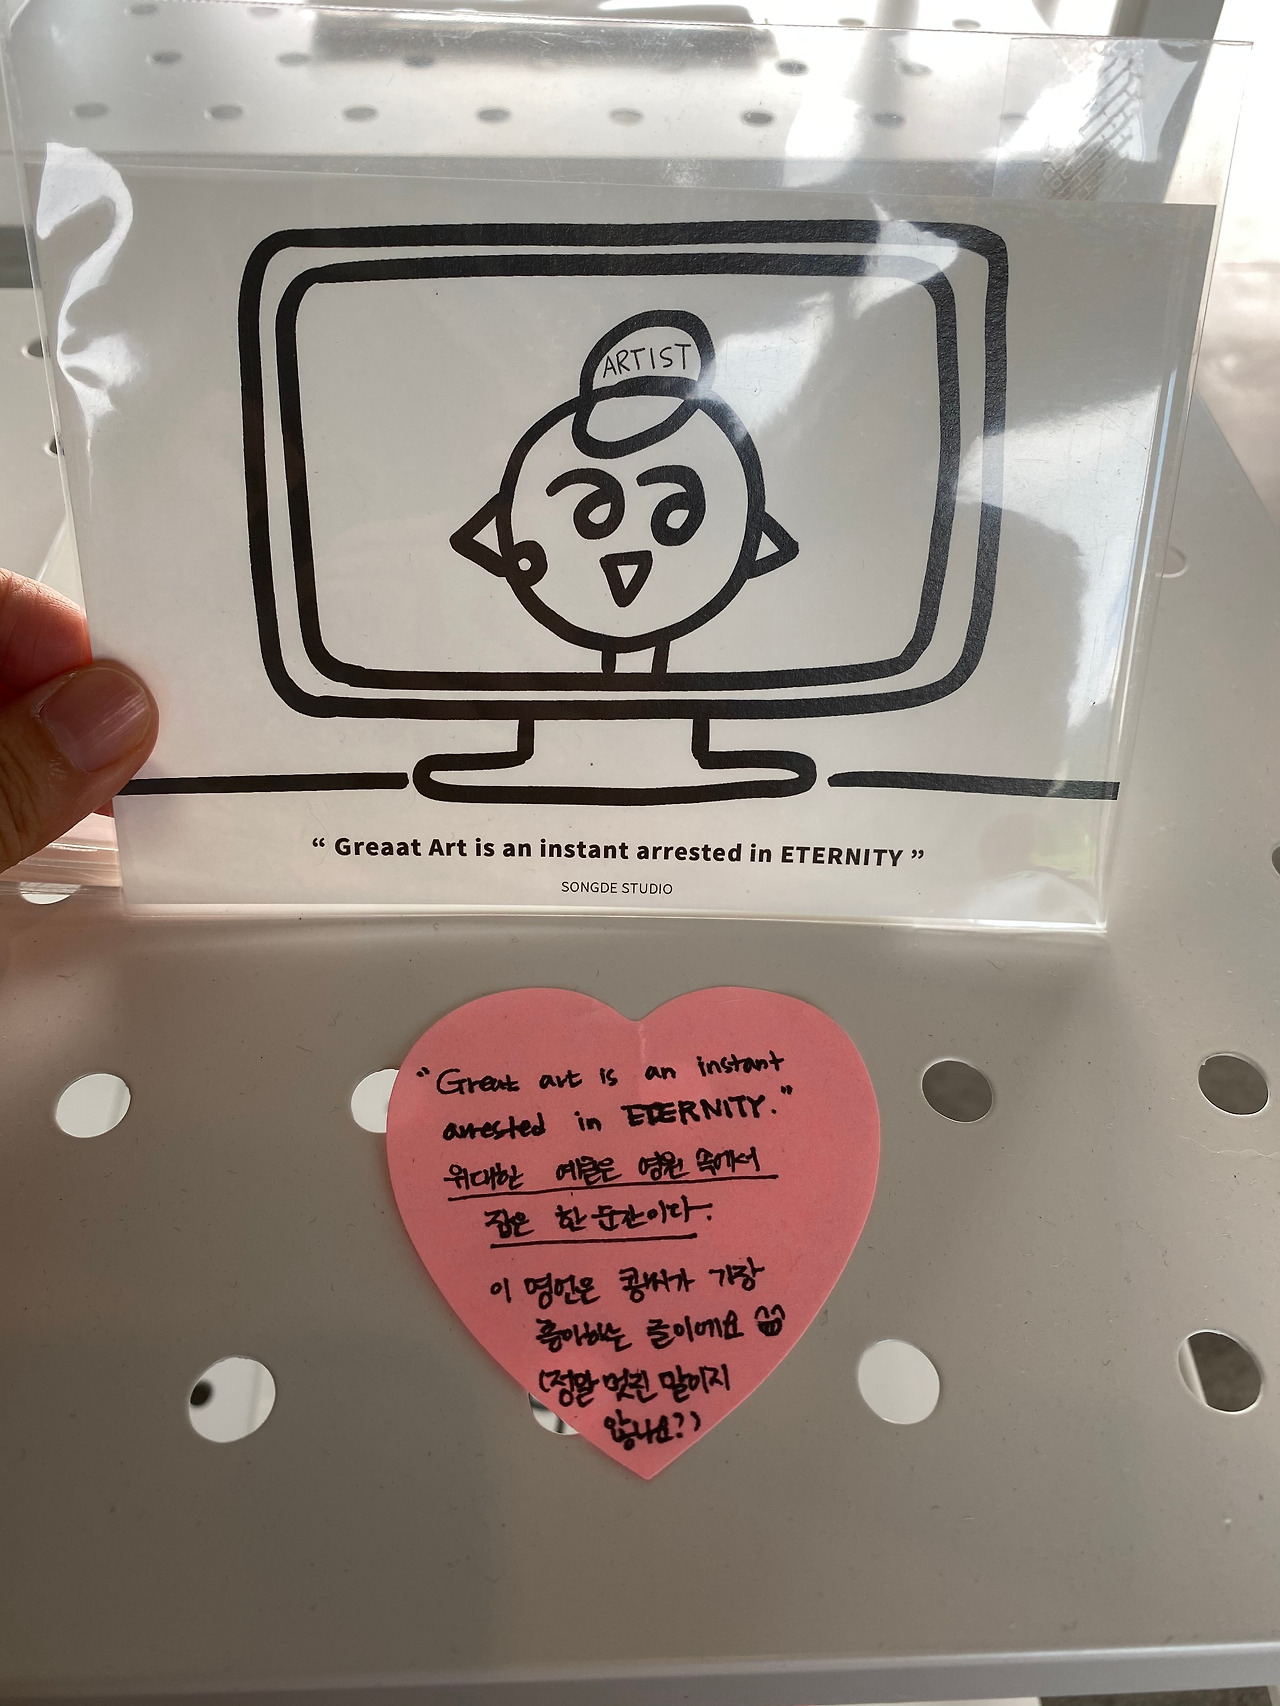 ARTIST
“ Greaat Art is an instant arrested in ETERNITY ”
SONGDE STUDIO
“Great art is an instant
arrested in ETERNITY.”
위대한 예술은 영원 속에서
잡은 한 순간이다.
이 명언은 콩씨가 가장
좋아하는 글이에요
(정말 멋진 말이지
않나요?)